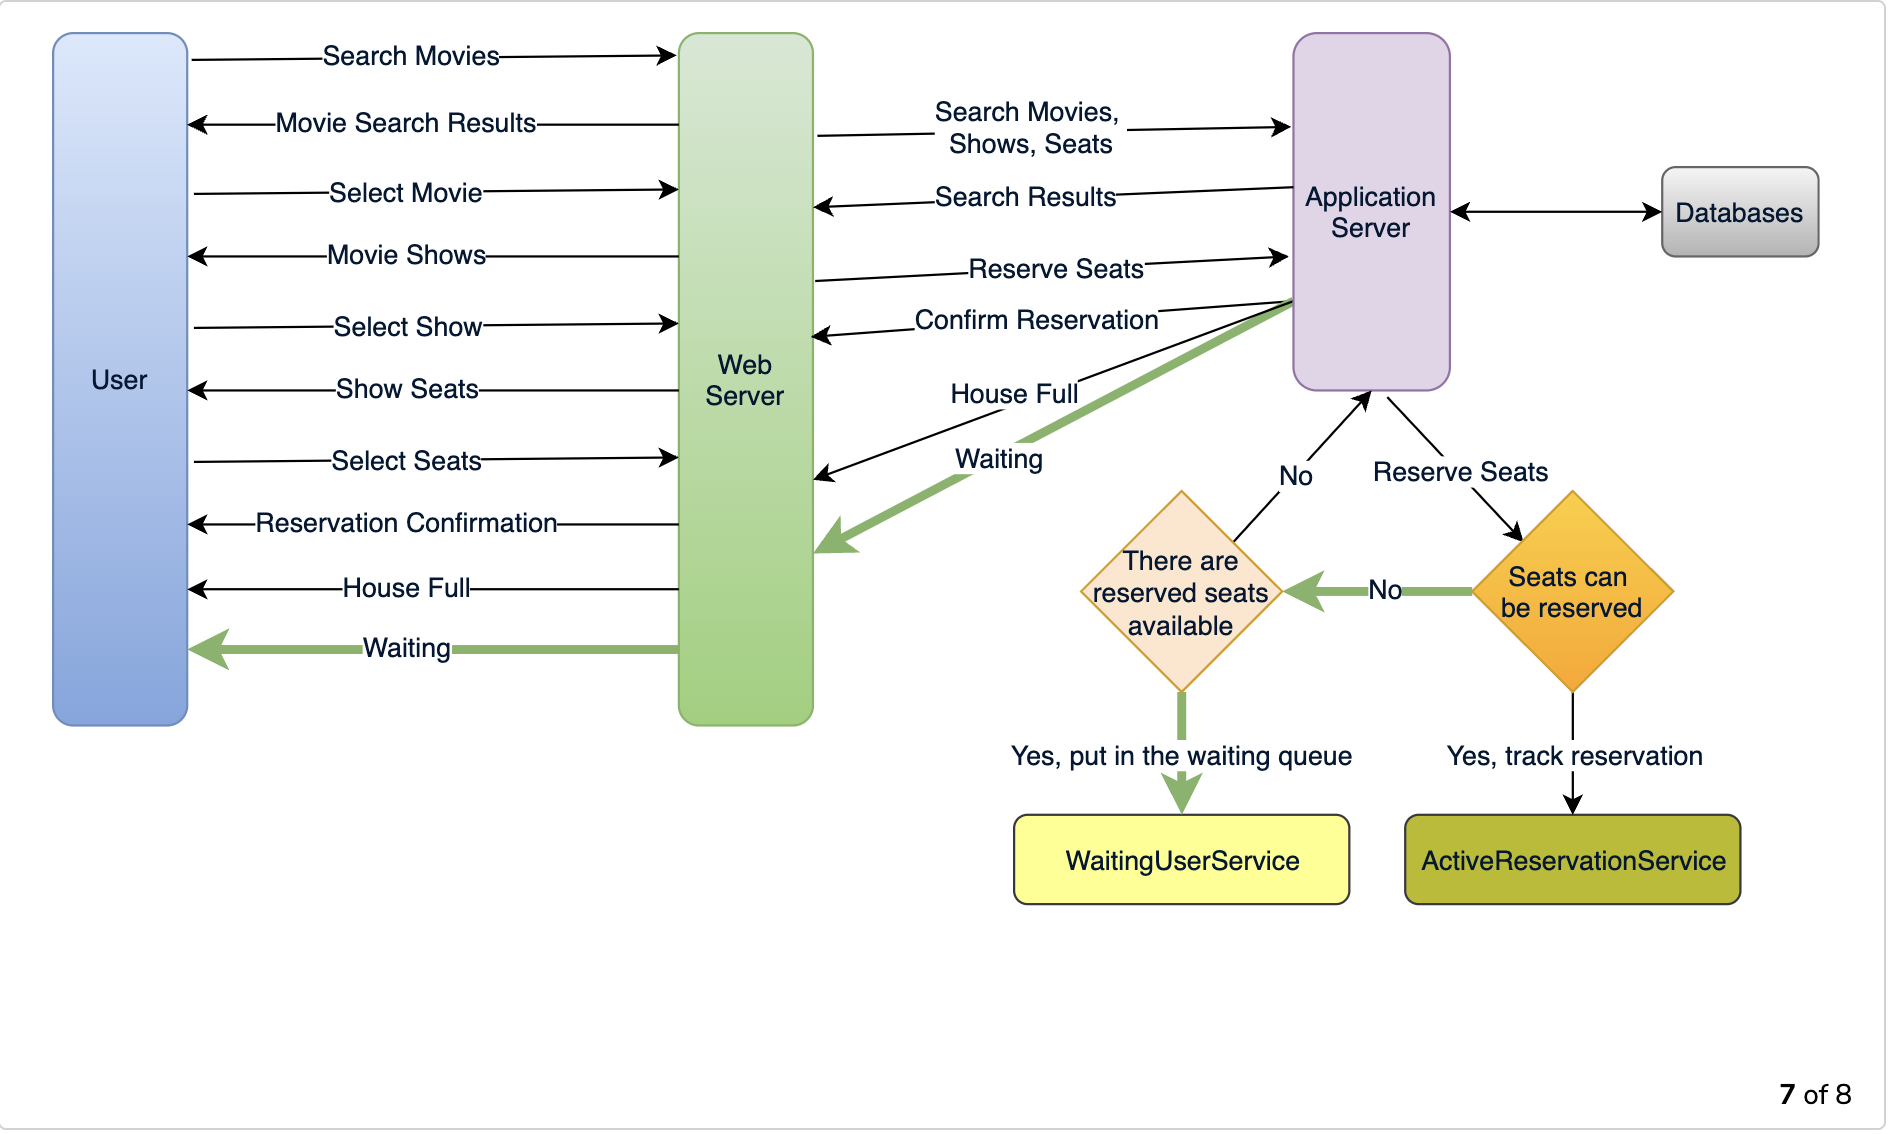 Search Movies
Movie Search Results
Select Movie
Movie Shows
Select Show
Show Seats
Select Seats
Reservation Confirmation
House Full
Waiting
User
Web
Server
Search Movies,
Shows, Seats
Search Results
Reserve Seats
Confirm Reservation
House Full
Waiting
Application
Server
Databases
No
Reserve Seats
There are
reserved seats
available
No
Seats can
be reserved
Yes, put in the waiting queue
Yes, track reservation
WaitingUserService
ActiveReservationService
7 of 8